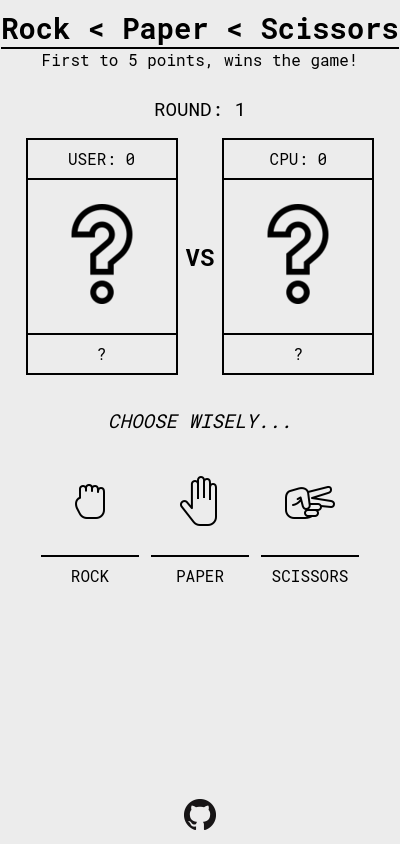 Rock < Paper < Scissors
First to 5 points, wins the game!
ROUND: 1
USER: 0
CPU: 0
VS
?
?
CHOOSE WISELY...
ROCK
PAPER
SCISSORS